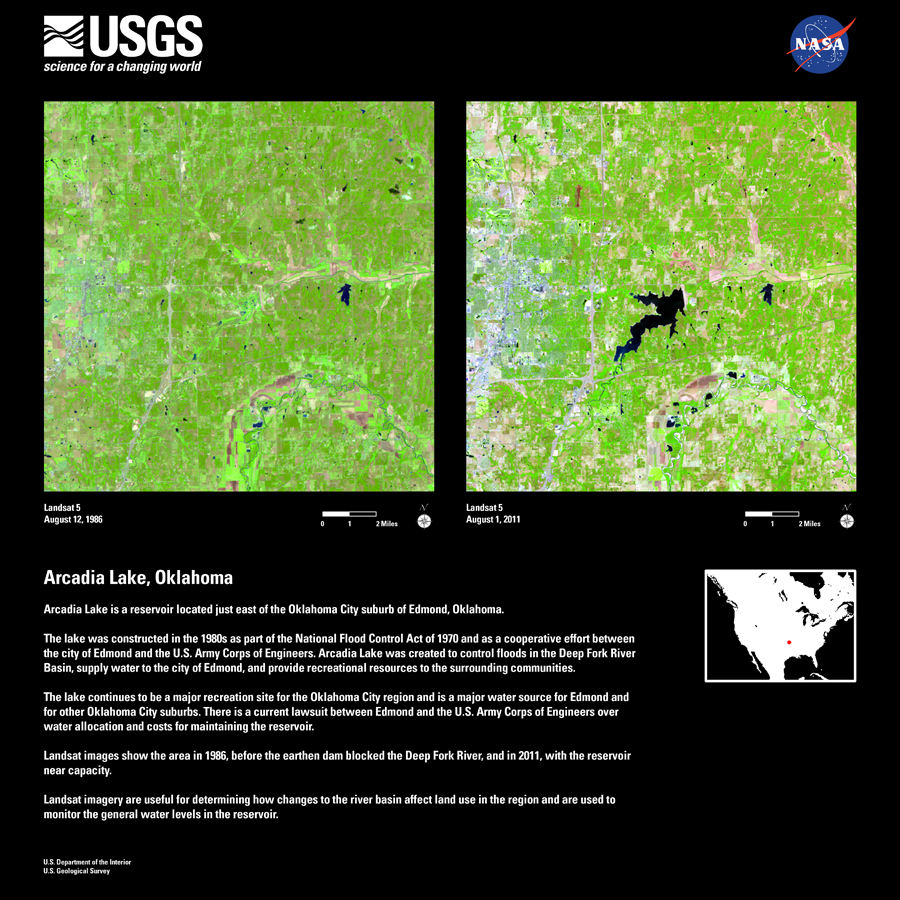 USGS
science for a changing world
NASA
Landsat 5
August 12, 1986
0 1 2 Miles
N
Landsat 5
August 1, 2011
0 1 2 Miles
N
Arcadia Lake, Oklahoma
Arcadia Lake is a reservoir located just east of the Oklahoma City suburb of Edmond, Oklahoma.
The lake was constructed in the 1980s as part of the National Flood Control Act of 1970 and as a cooperative effort between
the city of Edmond and the U.S. Army Corps of Engineers. Arcadia Lake was created to control floods in the Deep Fork River
Basin, supply water to the city of Edmond, and provide recreational resources to the surrounding communities.
The lake continues to be a major recreation site for the Oklahoma City region and is a major water source for Edmond and
for other Oklahoma City suburbs. There is a current lawsuit between Edmond and the U.S. Army Corps of Engineers over
water allocation and costs for maintaining the reservoir.
Landsat images show the area in 1986, before the earthen dam blocked the Deep Fork River, and in 2011, with the reservoir
near capacity.
Landsat imagery are useful for determining how changes to the river basin affect land use in the region and are used to
monitor the general water levels in the reservoir.
U.S. Department of the Interior
U.S. Geological Survey